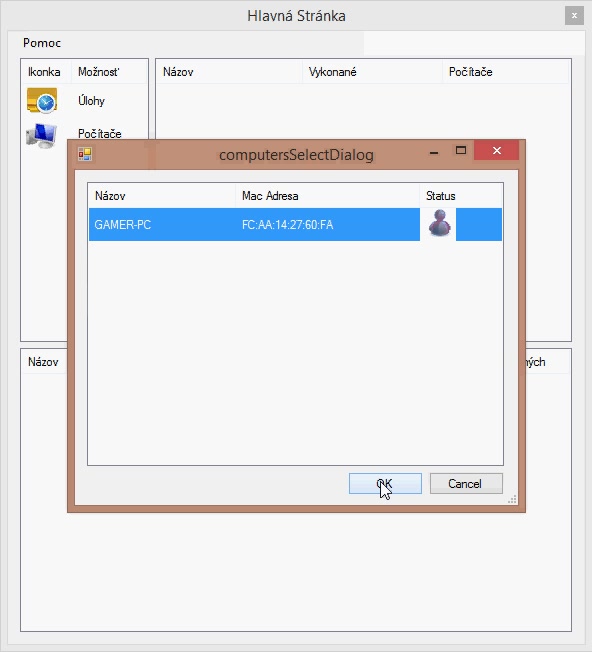 Hlavná Stránka
Pomoc
Ikonka Možnosť Názov Vykonané Počítače
Úlohy
Počítače
computersSelectDialog
Názov Mac Adresa Status
GAMER-PC FC:AA:14:27:60:FA
Názov
OK Cancel